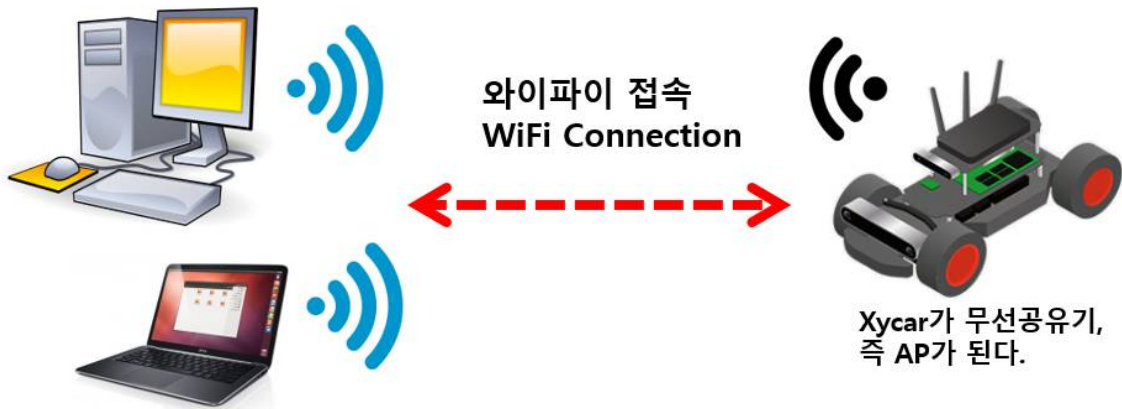 와이파이 접속
WiFi Connection
Xycar가 무선공유기,
즉 AP가 된다.